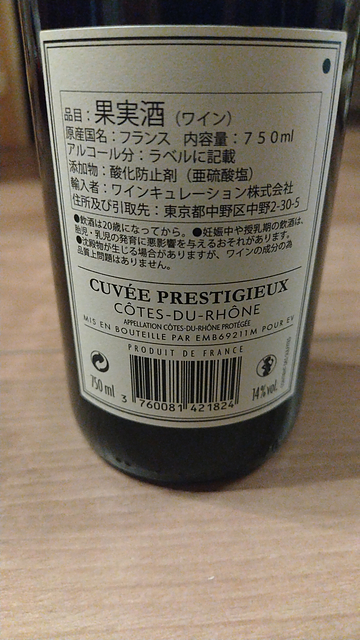 品目：果実酒（ワイン）
原産国名：フランス 内容量：７５０ml
アルコール分：ラベルに記載
添加物：酸化防止剤（亜硫酸塩）
輸入者：ワインキュレーション株式会社
住所及び引取先：東京都中野区中野2-30-5
●飲酒は20歳になってから。●妊娠中や授乳期の飲酒は、
胎児・乳児の発育に悪影響を与えるおそれがあります。
●沈殿物が生じる場合がありますが、ワインの成分の為
品質上問題はありません。
CUVÉE PRESTIGIEUX
CÔTES-DU-RHÔNE
APPELLATION CÔTES-DU-RHÔNE PROTÉGÉE
MIS EN BOUTEILLE PAR EMB69211M POUR EV
PRODUIT DE FRANCE
750 ml
14% vol.
3 760081 421824